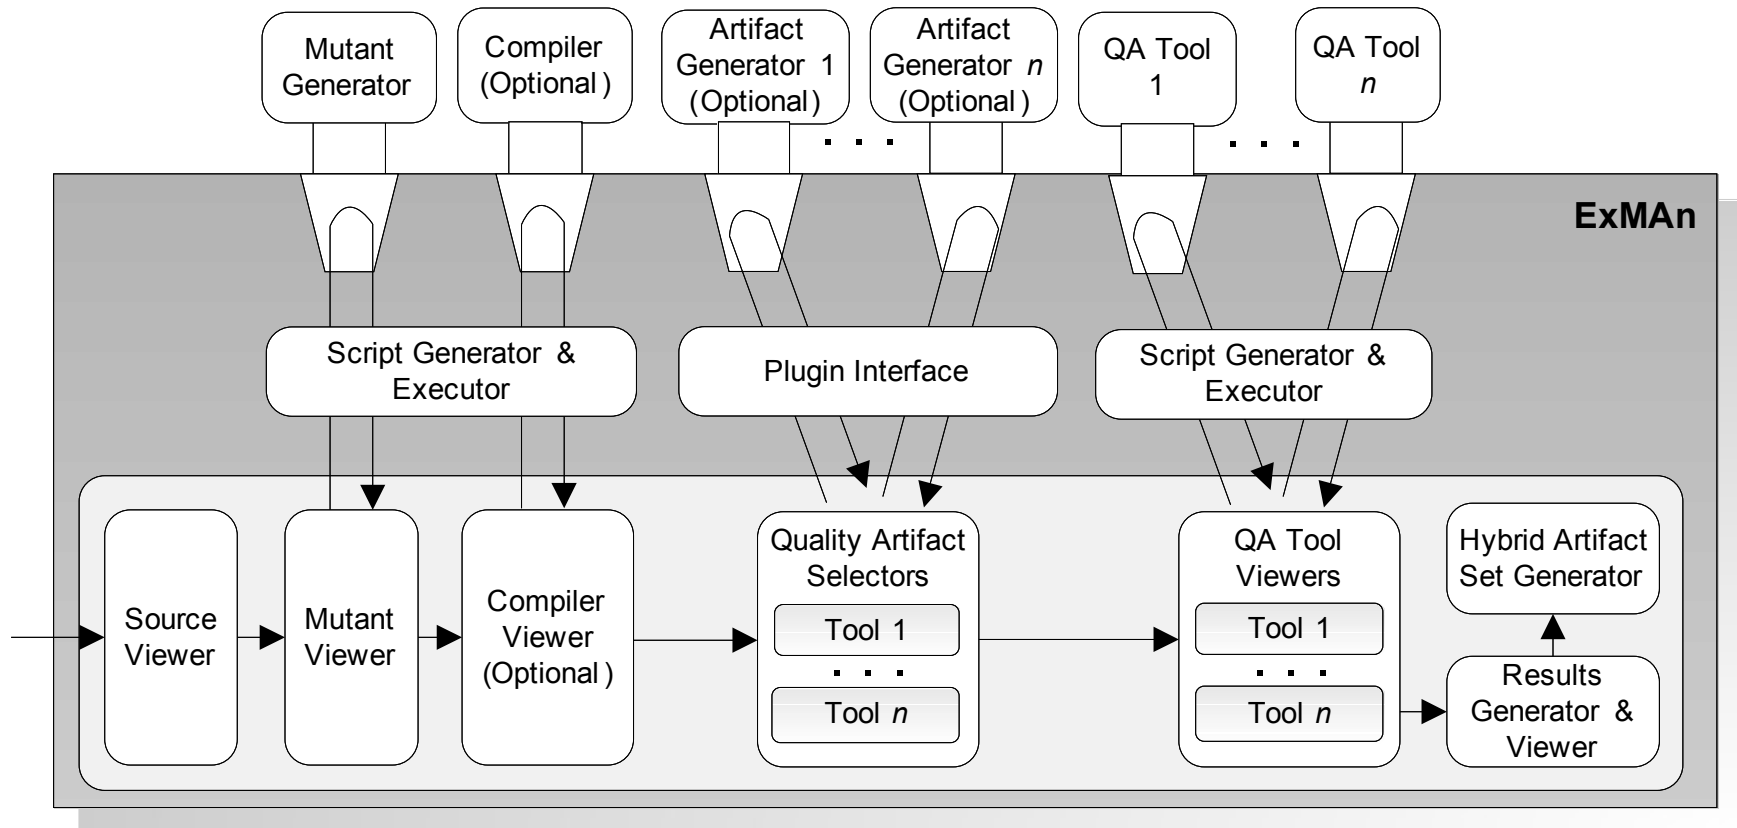 Mutant
Generator
Compiler
(Optional)
Artifact
Generator 1
(Optional)
Artifact
Generator n
(Optional)
QA Tool
1
QA Tool
n
. . .
. . .
ExMAn
Script Generator &
Executor
Plugin Interface
Script Generator &
Executor
Source
Viewer
Mutant
Viewer
Compiler
Viewer
(Optional)
Quality Artifact
Selectors
Tool 1
. . .
Tool n
QA Tool
Viewers
Tool 1
. . .
Tool n
Hybrid Artifact
Set Generator
Results
Generator &
Viewer